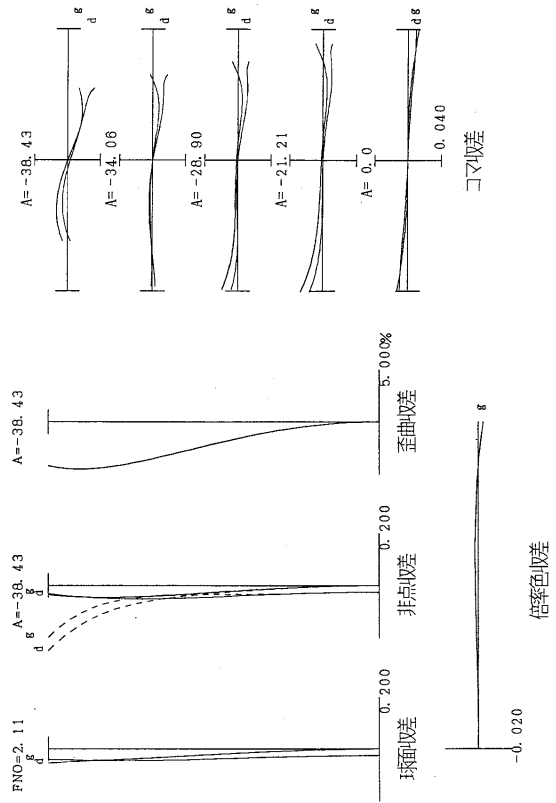 FNO=2.11
g
d
0.200
球面収差
A=-38.43
g
d
g
d
0.200
非点収差
A=-38.43
5.000%
歪曲収差
-0.020
g
倍率色収差
A=-38.43
g
d
A=-34.06
g
d
A=-28.90
g
d
A=-21.21
g
d
A= 0.0
g
d
0.040
コマ収差